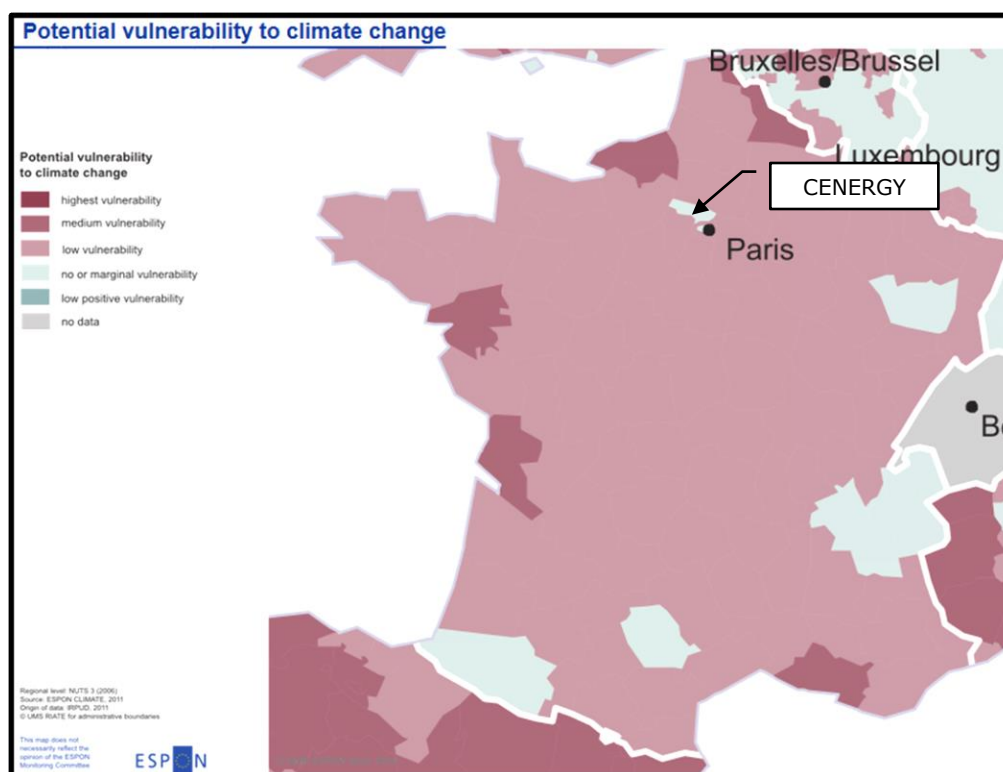 Potential vulnerability to climate change
Bruxelles/Brussel
Luxembourg
CENERGY
Paris
Potential vulnerability
to climate change
highest vulnerability
medium vulnerability
low vulnerability
no or marginal vulnerability
low positive vulnerability
no data
Be
Regional level: NUTS 3 (2006)
Source: ESPON CLIMATE, 2011
Origin of data: IRPUD, 2011
© UMS RIATE for administrative boundaries
This map does not
necessarily reflect the
opinion of the ESPON
Monitoring Committee
ESPON